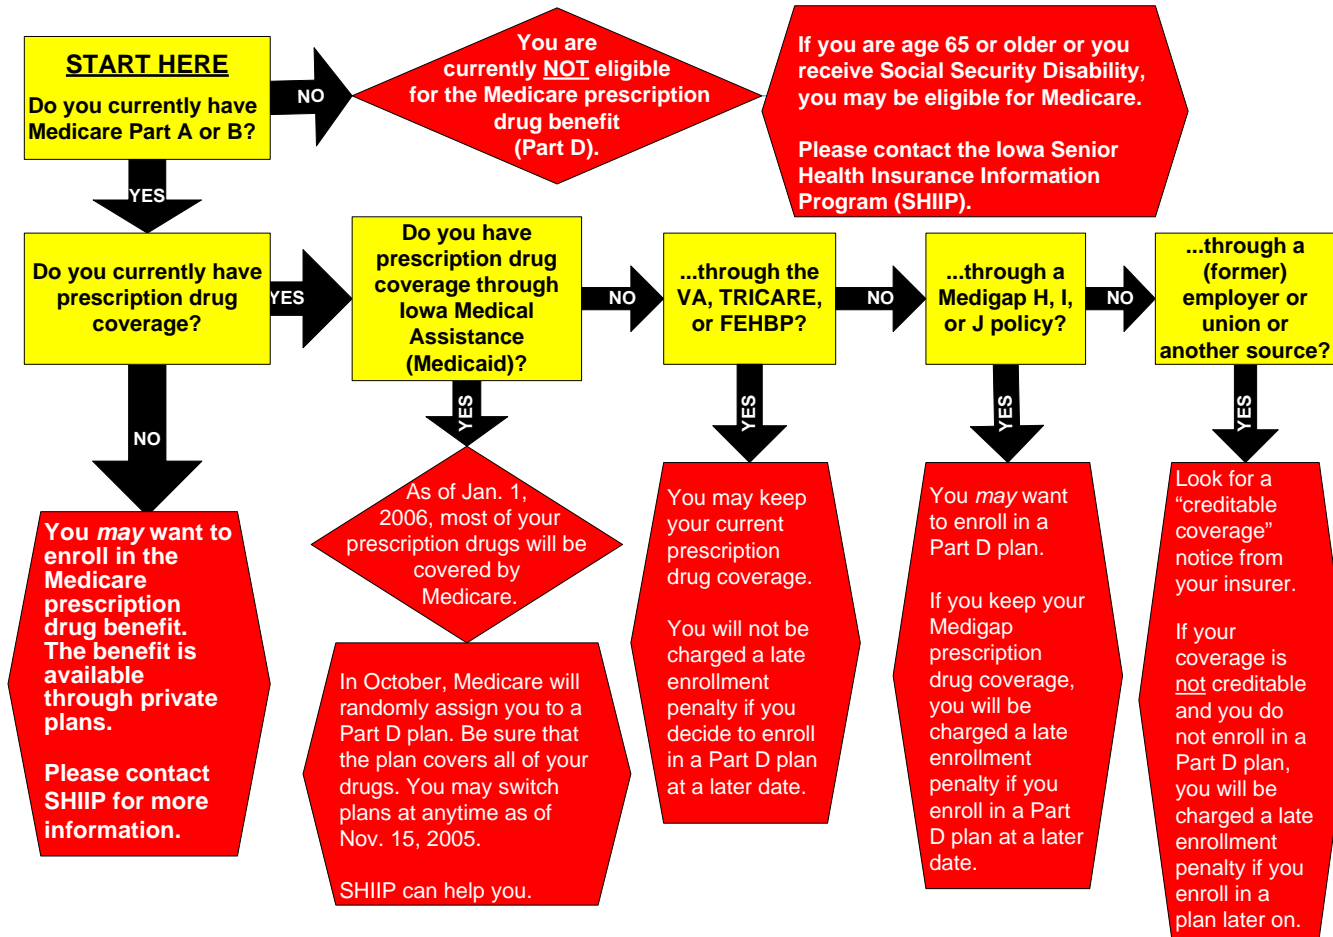 START HERE
Do you currently have
Medicare Part A or B?
NO
You are
currently NOT eligible
for the Medicare prescription
drug benefit
(Part D).
If you are age 65 or older or you
receive Social Security Disability,
you may be eligible for Medicare.
Please contact the Iowa Senior
Health Insurance Information
Program (SHIIP).
YES
Do you currently have
prescription drug
coverage?
YES
Do you have
prescription drug
coverage through
Iowa Medical
Assistance
(Medicaid)?
NO
...through the
VA, TRICARE,
or FEHBP?
NO
...through a
Medigap H, I,
or J policy?
NO
...through a
(former)
employer or
union or
another source?
NO
YES
YES
YES
YES
You may want to
enroll in the
Medicare
prescription
drug benefit.
The benefit is
available
through private
plans.
Please contact
SHIIP for more
information.
As of Jan. 1,
2006, most of your
prescription drugs will be
covered by
Medicare.
In October, Medicare will
randomly assign you to a
Part D plan. Be sure that
the plan covers all of your
drugs. You may switch
plans at anytime as of
Nov. 15, 2005.
SHIIP can help you.
You may keep
your current
prescription
drug coverage.
You will not be
charged a late
enrollment
penalty if you
decide to enroll
in a Part D plan
at a later date.
You may want
to enroll in a
Part D plan.
If you keep your
Medigap
prescription
drug coverage,
you will be
charged a late
enrollment
penalty if you
enroll in a Part
D plan at a later
date.
Look for a
“creditable
coverage”
notice from
your insurer.
If your
coverage is
not creditable
and you do
not enroll in a
Part D plan,
you will be
charged a late
enrollment
penalty if you
enroll in a
plan later on.